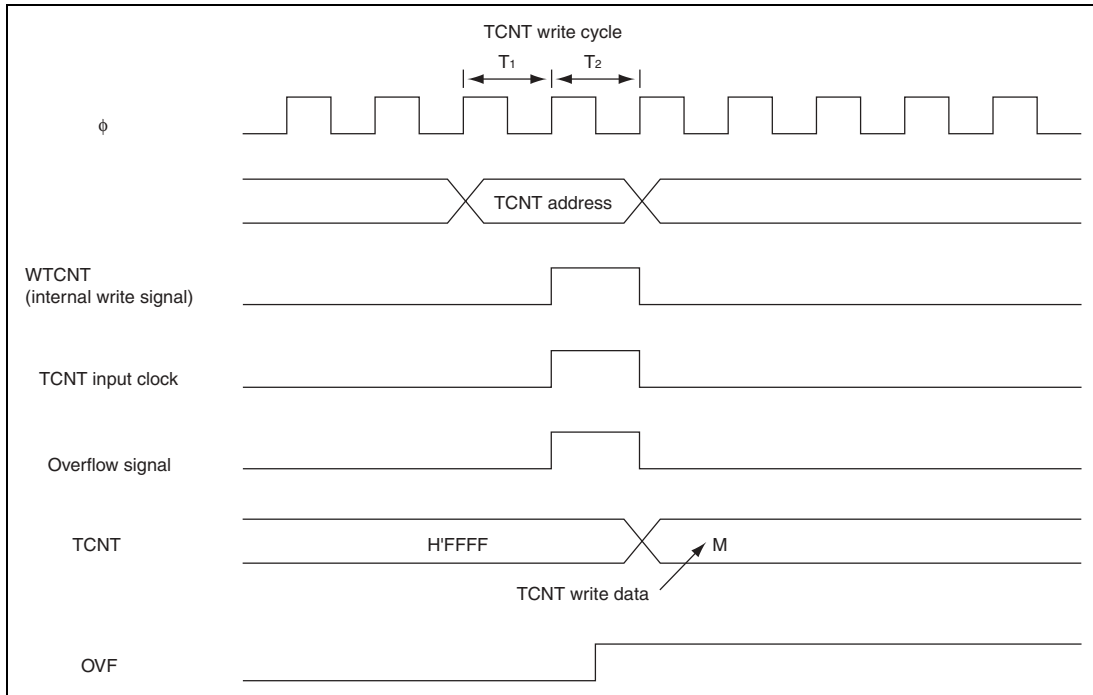 TCNT write cycle
T1 T2
ϕ
TCNT address
WTCNT
(internal write signal)
TCNT input clock
Overflow signal
TCNT H'FFFF M
TCNT write data
OVF